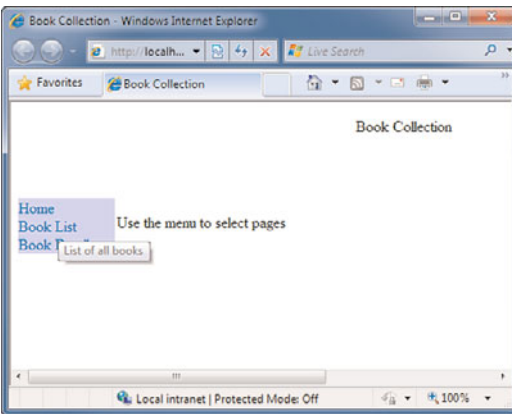 Book Collection - Windows Internet Explorer
http://localh...
Live Search
Favorites
Book Collection
Book Collection
Home
Book List
Use the menu to select pages
Book
List of all books
Local intranet | Protected Mode: Off
100%